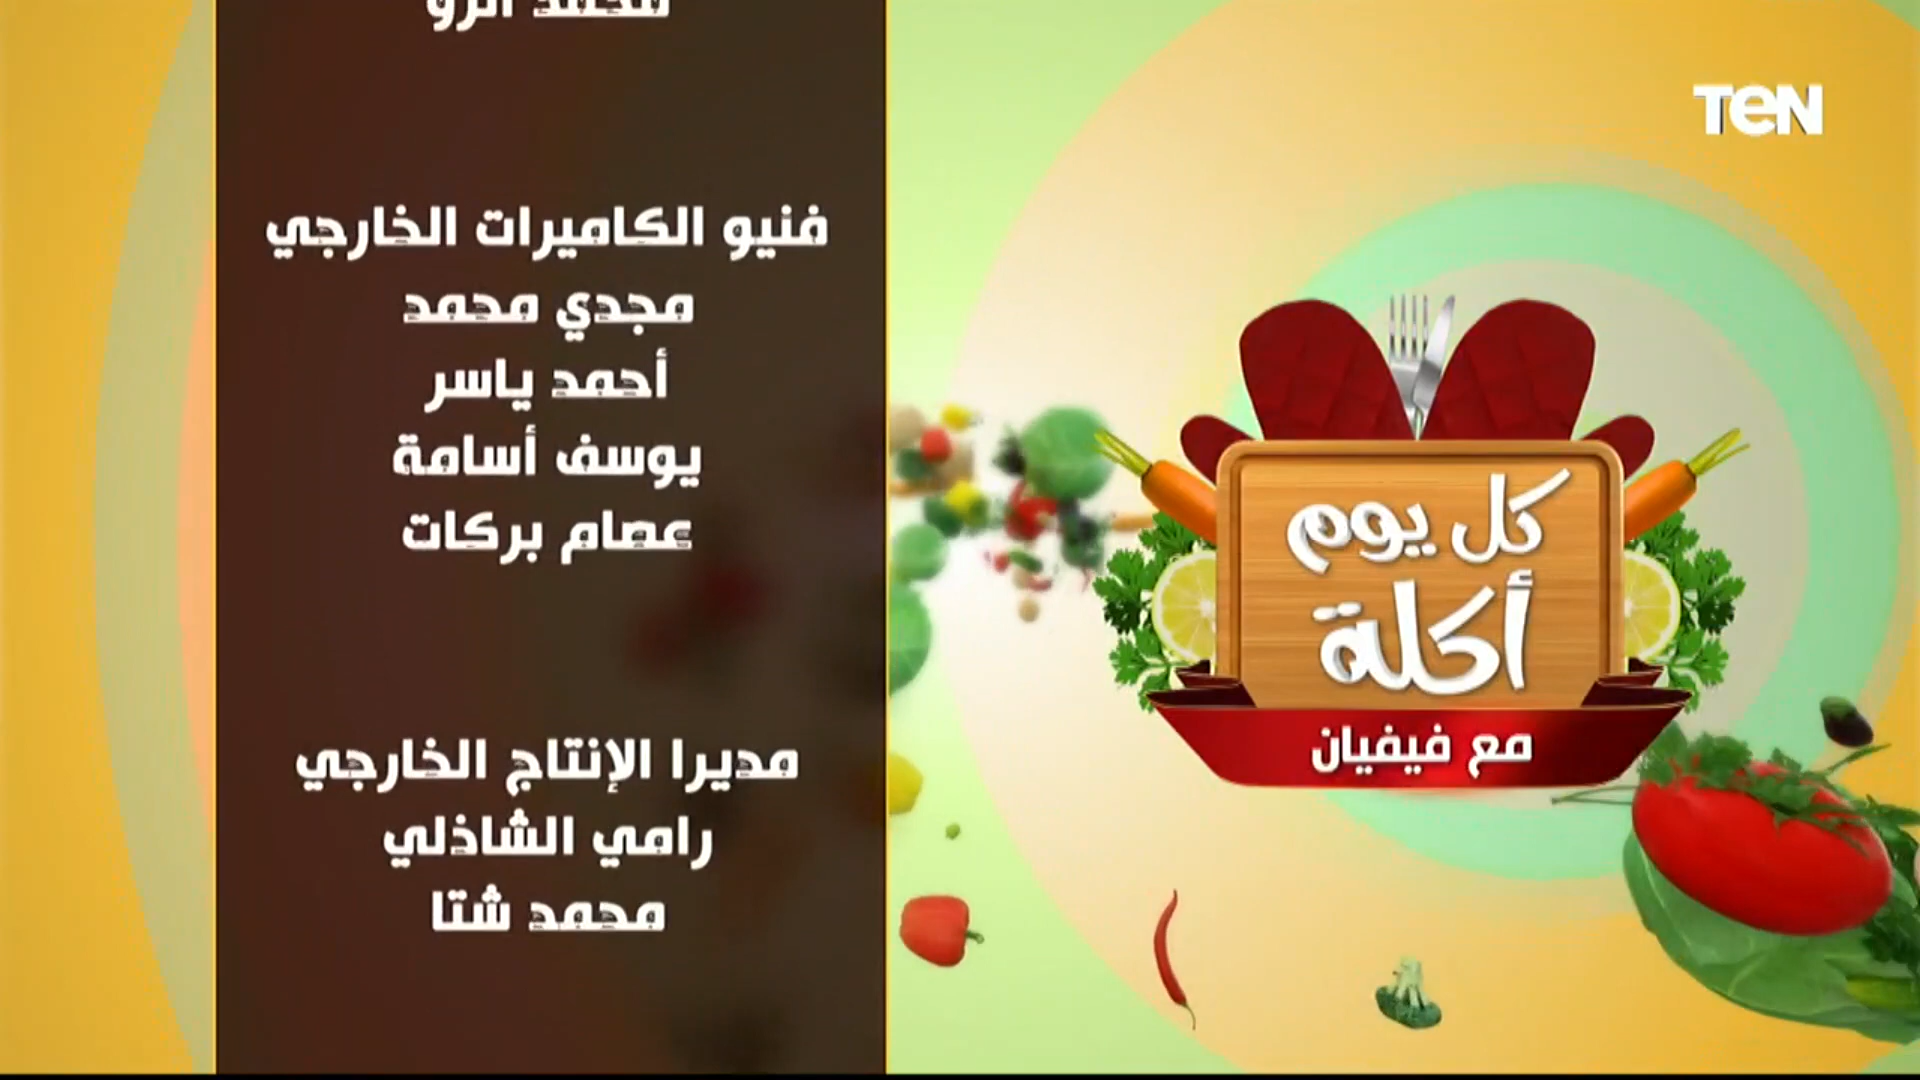 محمد
فنيو الكاميرات الخارجي
مجدي محمد
أحمد ياسر
يوسف أسامة
عصام بركات
مديرا الإنتاج الخارجي
رامي الشاذلي
محمد شتا
TEN
كل يوم
أكلة
مع فيفيان